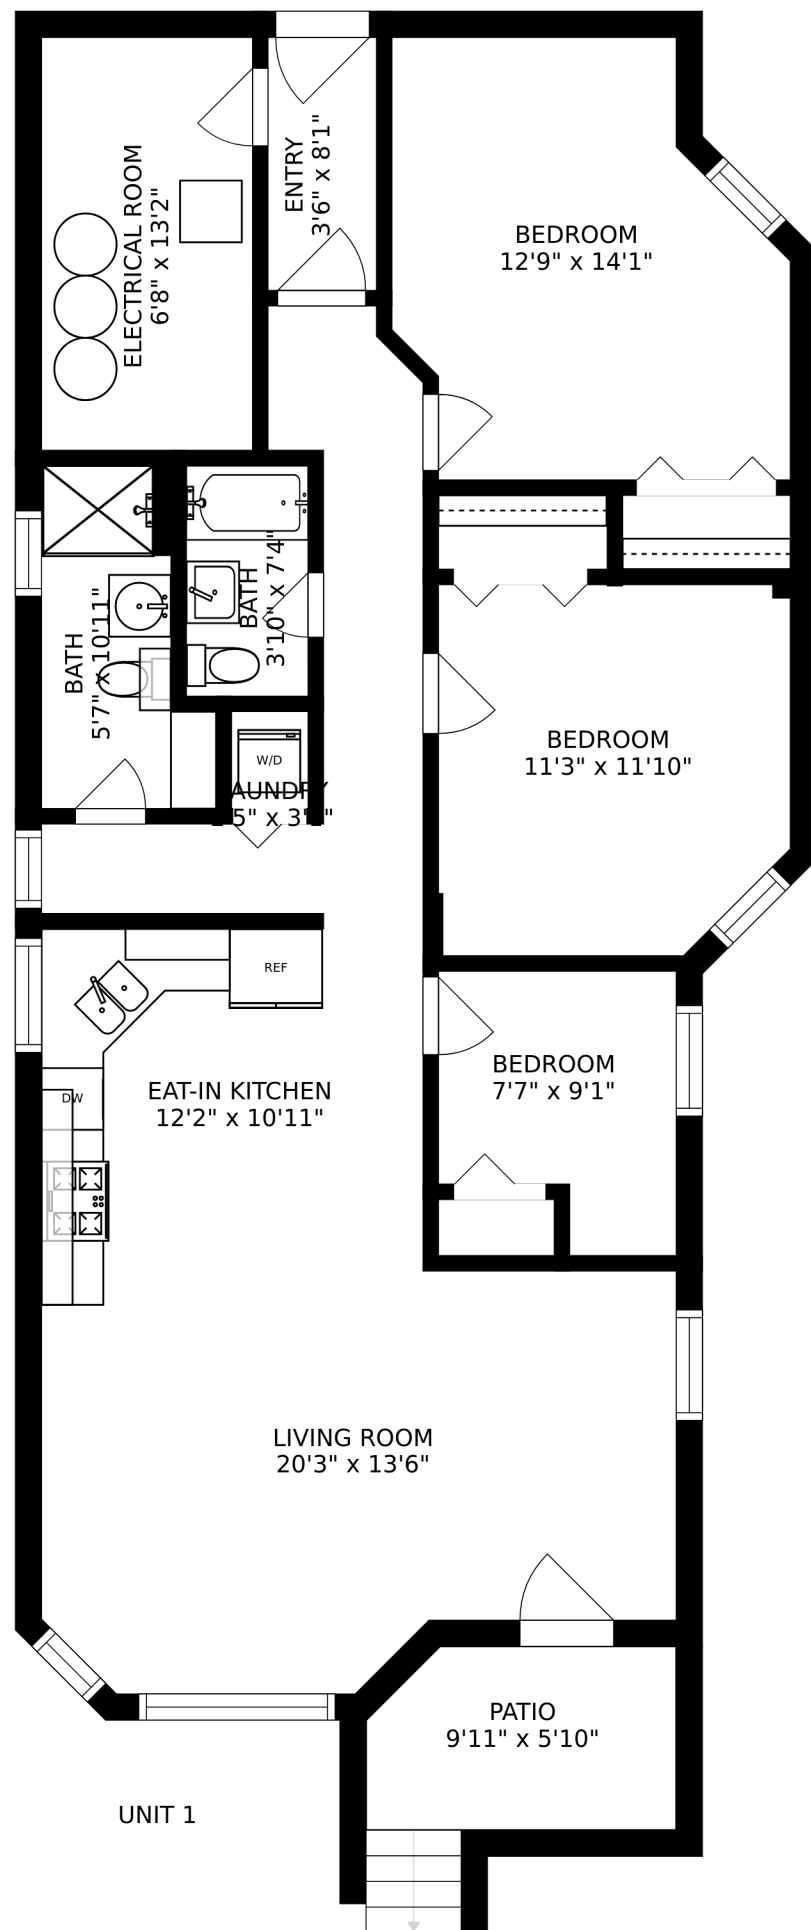 ELECTRICAL ROOM
6'8" x 13'2"
ENTRY
3'6" x 8'1"
BEDROOM
12'9" x 14'1"
BATH
5'7" x 10'11"
BATH
3'10" x 7'4"
W/D
AUNDRY
5" x 3'
BEDROOM
11'3" x 11'10"
REF
DW
EAT-IN KITCHEN
12'2" x 10'11"
BEDROOM
7'7" x 9'1"
LIVING ROOM
20'3" x 13'6"
PATIO
9'11" x 5'10"
UNIT 1